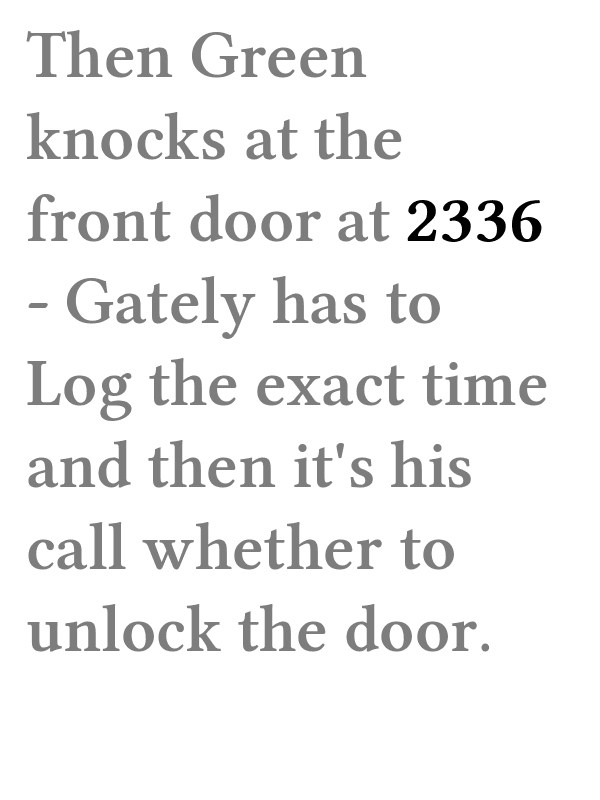 Then Green
knocks at the
front door at 2336
- Gately has to
Log the exact time
and then it's his
call whether to
unlock the door.